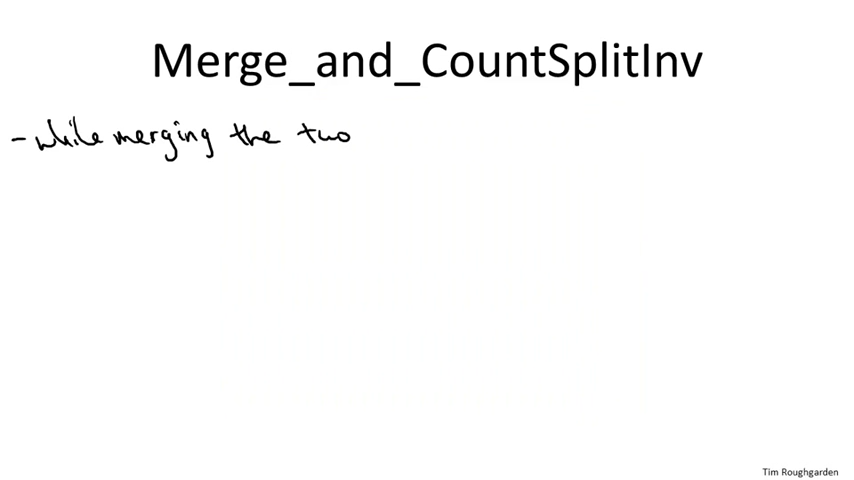 Merge_and_CountSplitInv
- while merging the two
Tim Roughgarden